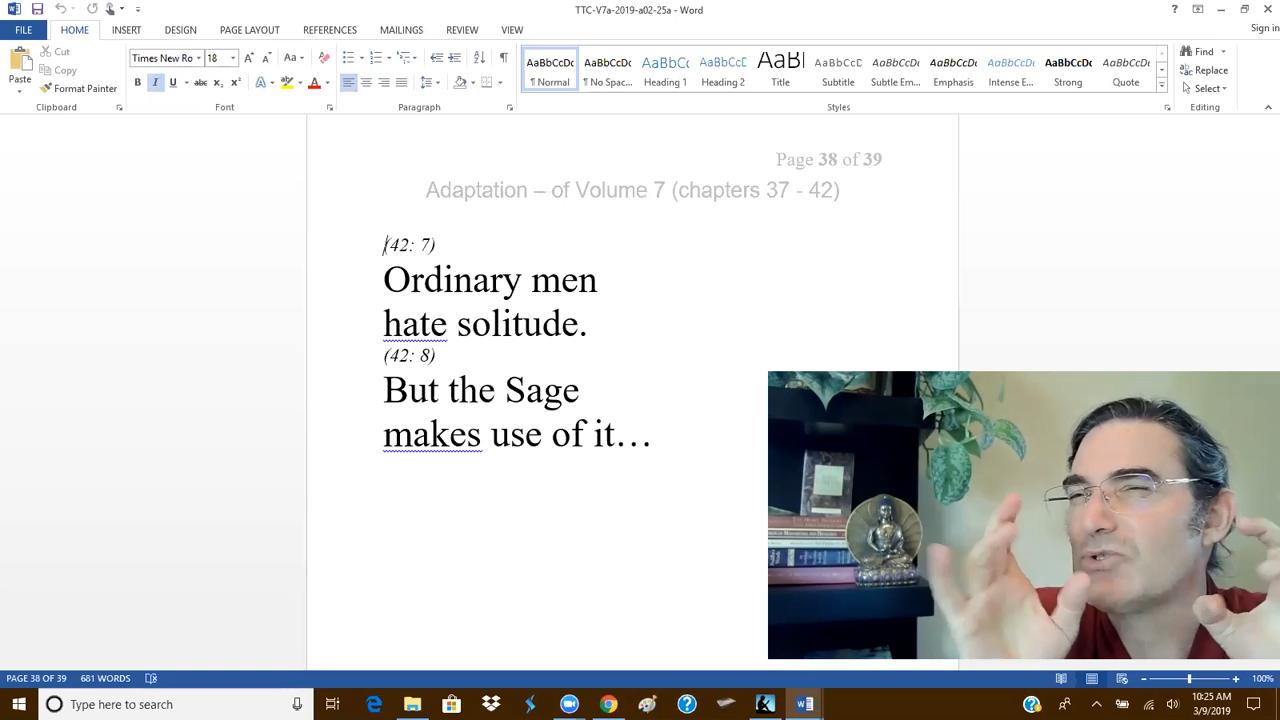 TTC-V7a-2019-a02-25a - Word
Sign in
FILE HOME INSERT DESIGN PAGE LAYOUT REFERENCES MAILINGS REVIEW VIEW
Paste
Cut
Copy
Format Painter
Clipboard
Times New Ro 18
Font
Paragraph
AaBbCcDc AaBbCcDc AaBbCc AaBbCcD AaBI AaBbCcDc AaBbCcDc AaBbCcDc AaBbCcDc AaBbCcDc AaBbCcDc
¶ Normal ¶ No Spac... Heading 1 Heading 2 Title Subtitle Subtle Em... Emphasis Intense E... Strong Quote
Styles
Find
Replace
Select
Editing
Page 38 of 39
Adaptation – of Volume 7 (chapters 37 - 42)
(42: 7)
Ordinary men
hate solitude.
(42: 8)
But the Sage
makes use of it…
PAGE 38 OF 39 681 WORDS
100%
Type here to search
10:25 AM
3/9/2019